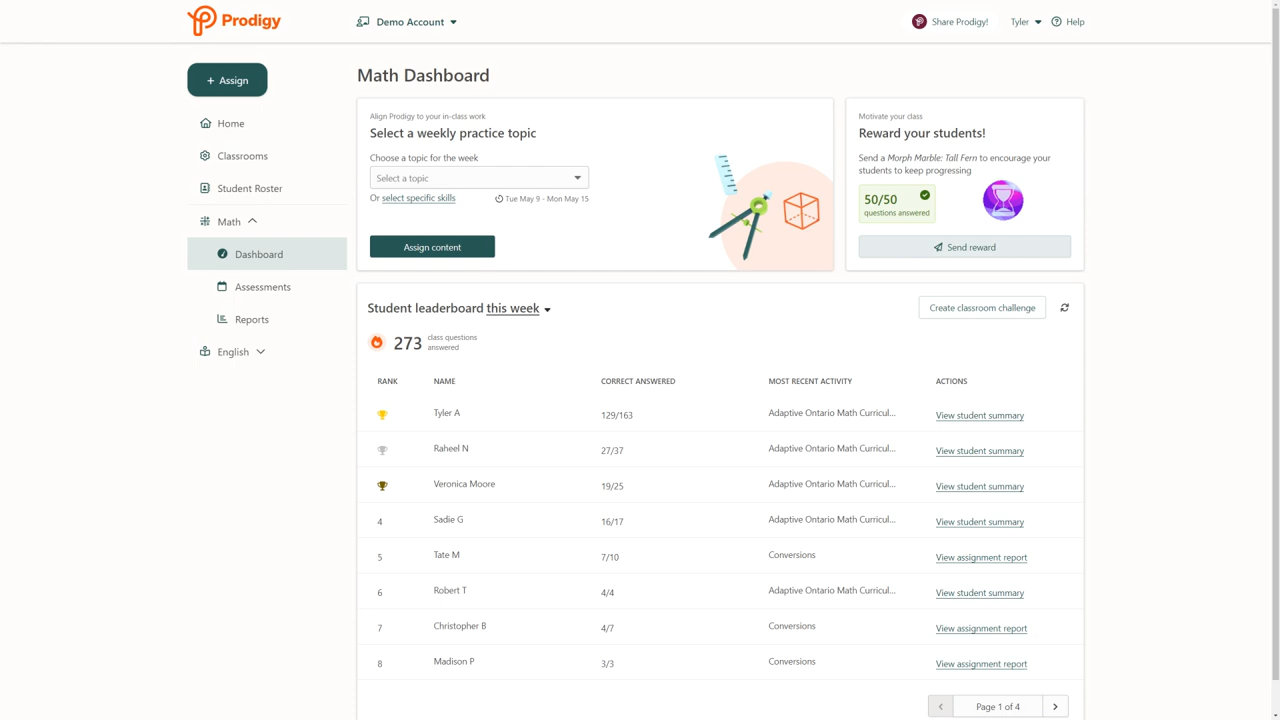 Prodigy
Demo Account
Share Prodigy!
Tyler
Help
+ Assign
Home
Classrooms
Student Roster
Math
Dashboard
Assessments
Reports
English
Math Dashboard
Align Prodigy to your in-class work
Select a weekly practice topic
Choose a topic for the week
Select a topic
Or select specific skills
Tue May 9 - Mon May 15
Assign content
Motivate your class
Reward your students!
Send a Morph Marble: Tall Fern to encourage your
students to keep progressing
50/50
questions answered
Send reward
Student leaderboard this week
Create classroom challenge
273
class questions
answered
RANK NAME CORRECT ANSWERED MOST RECENT ACTIVITY ACTIONS
Tyler A 129/163 Adaptive Ontario Math Curricul... View student summary
Raheel N 27/37 Adaptive Ontario Math Curricul... View student summary
Veronica Moore 19/25 Adaptive Ontario Math Curricul... View student summary
4 Sadie G 16/17 Adaptive Ontario Math Curricul... View student summary
5 Tate M 7/10 Conversions View assignment report
6 Robert T 4/4 Adaptive Ontario Math Curricul... View student summary
7 Christopher B 4/7 Conversions View assignment report
8 Madison P 3/3 Conversions View assignment report
Page 1 of 4